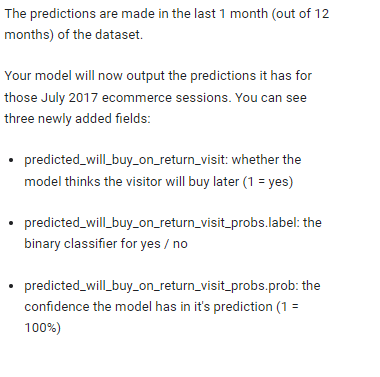 The predictions are made in the last 1 month (out of 12
months) of the dataset.
Your model will now output the predictions it has for
those July 2017 ecommerce sessions. You can see
three newly added fields:
• predicted_will_buy_on_return_visit: whether the
model thinks the visitor will buy later (1 = yes)
• predicted_will_buy_on_return_visit_probs.label: the
binary classifier for yes / no
• predicted_will_buy_on_return_visit_probs.prob: the
confidence the model has in it's prediction (1 =
100%)